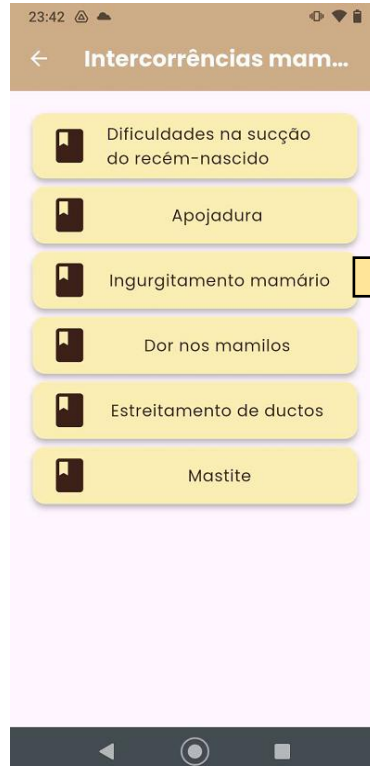 23:42
Intercorrências mam...
Dificuldades na sucção
do recém-nascido
Apojadura
Ingurgitamento mamário
Dor nos mamilos
Estreitamento de ductos
Mastite